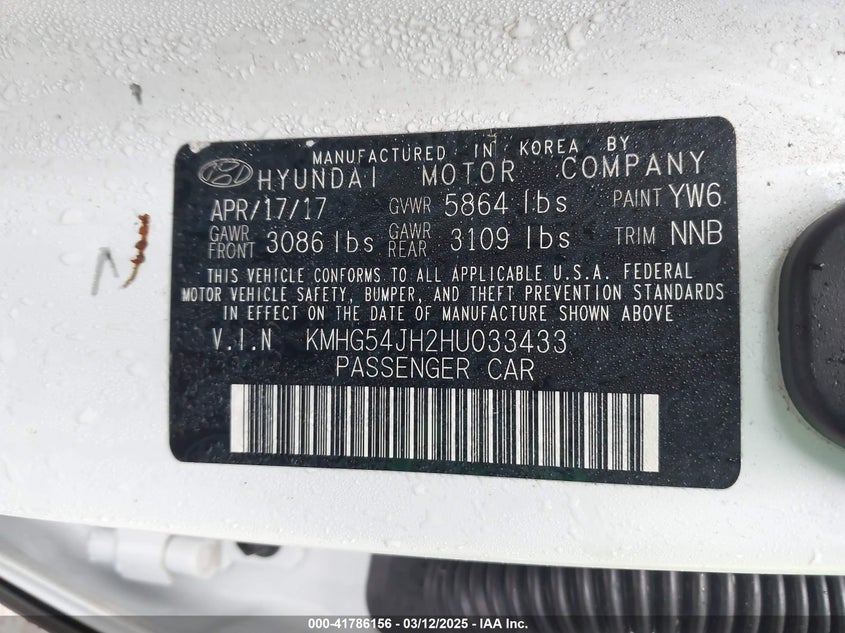 MANUFACTURED IN KOREA BY
HYUNDAI MOTOR COMPANY
APR/17/17 GVWR 5864 lbs PAINT YW6
GAWR FRONT 3086 lbs GAWR REAR 3109 lbs TRIM NNB
THIS VEHICLE CONFORMS TO ALL APPLICABLE U.S.A. FEDERAL
MOTOR VEHICLE SAFETY, BUMPER, AND THEFT PREVENTION STANDARDS
IN EFFECT ON THE DATE OF MANUFACTURE SHOWN ABOVE
V.I.N KMHG54JH2HU033433
PASSENGER CAR
000-41786156 - 03/12/2025 - IAA Inc.